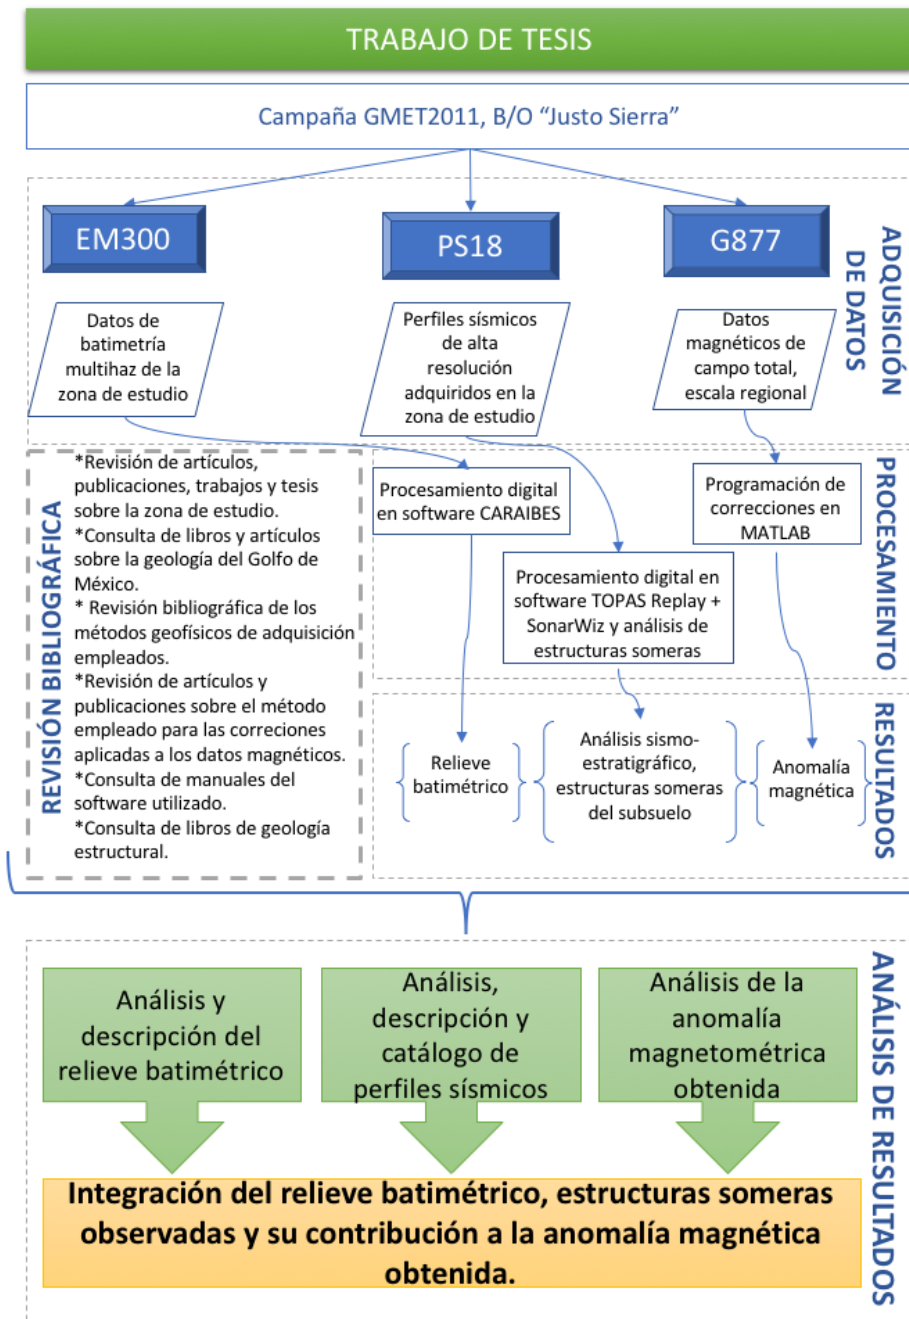 TRABAJO DE TESIS
Campaña GMET2011, B/O “Justo Sierra”
EM300
PS18
G877
ADQUISICIÓN
DE DATOS
Datos de
batimetría
multihaz de la
zona de estudio
Perfiles sísmicos
de alta
resolución
adquiridos en la
zona de estudio
Datos
magnéticos de
campo total,
escala regional
REVISIÓN BIBLIOGRÁFICA
*Revisión de artículos,
publicaciones, trabajos y tesis
sobre la zona de estudio.
*Consulta de libros y artículos
sobre la geología del Golfo de
México.
* Revisión bibliográfica de los
métodos geofísicos de adquisición
empleados.
*Revisión de artículos y
publicaciones sobre el método
empleado para las correciones
aplicadas a los datos magnéticos.
*Consulta de manuales del
software utilizado.
*Consulta de libros de geología
estructural.
Procesamiento digital
en software CARAIBES
Procesamiento digital en
software TOPAS Replay +
SonarWiz y análisis de
estructuras someras
Programación de
correcciones en
MATLAB
PROCESAMIENTO
Relieve
batimétrico
Análisis sismo-
estratigráfico,
estructuras someras
del subsuelo
Anomalía
magnética
RESULTADOS
Análisis y
descripción del
relieve batimétrico
Análisis,
descripción y
catálogo de
perfiles sísmicos
Análisis de la
anomalía
magnetométrica
obtenida
ANÁLISIS DE RESULTADOS
Integración del relieve batimétrico, estructuras someras
observadas y su contribución a la anomalía magnética
obtenida.